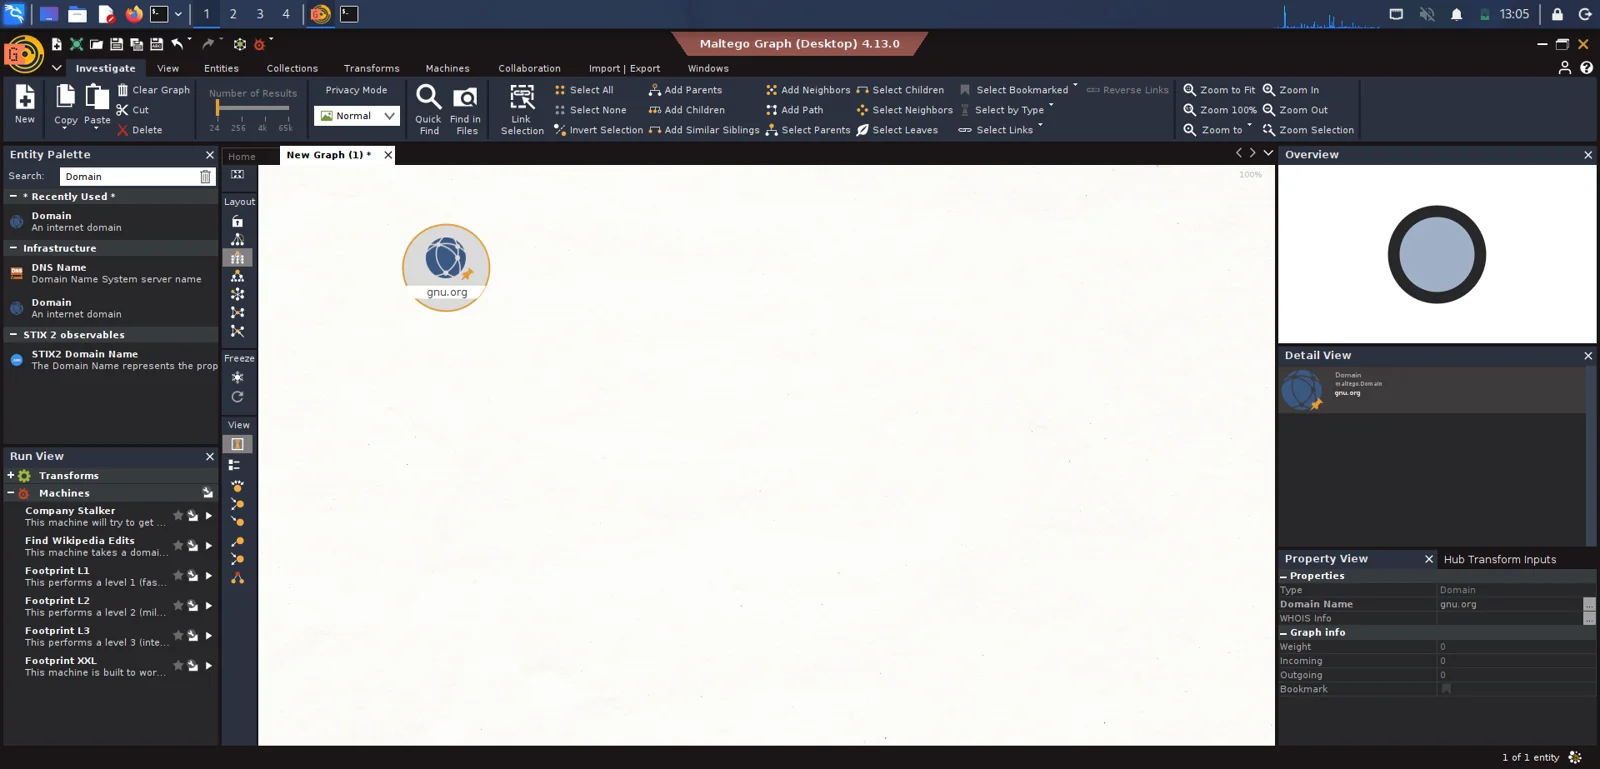 1 2 3 4 13:05
Maltego Graph (Desktop) 4.13.0
Investigate View Entities Collections Transforms Machines Collaboration Import | Export Windows
New
Copy
Paste
Clear Graph
Cut
Delete
Number of Results
24 256 4k 65k
Privacy Mode
Normal
Quick Find
Find in Files
Link Selection
Select All
Select None
Invert Selection
Add Parents
Add Children
Add Similar Siblings
Add Neighbors
Add Path
Select Parents
Select Children
Select Neighbors
Select Leaves
Select Bookmarked
Select by Type
Select Links
Reverse Links
Zoom to Fit
Zoom 100%
Zoom to
Zoom In
Zoom Out
Zoom Selection
Entity Palette
Search: Domain
* Recently Used *
Domain
An internet domain
Infrastructure
DNS Name
Domain Name System server name
Domain
An internet domain
STIX 2 observables
STIX2 Domain Name
The Domain Name represents the prop
Run View
Transforms
Machines
Company Stalker
This machine will try to get ...
Find Wikipedia Edits
This machine takes a domai...
Footprint L1
This performs a level 1 (fas...
Footprint L2
This performs a level 2 (mil...
Footprint L3
This performs a level 3 (inte...
Footprint XXL
This machine is built to wor...
Home New Graph (1) *
Layout
Freeze
View
100%
gnu.org
Overview
Detail View
Domain
maltego.Domain
gnu.org
Property View Hub Transform Inputs
Properties
Type Domain
Domain Name gnu.org ...
WHOIS Info ...
Graph info
Weight 0
Incoming 0
Outgoing 0
Bookmark
1 of 1 entity